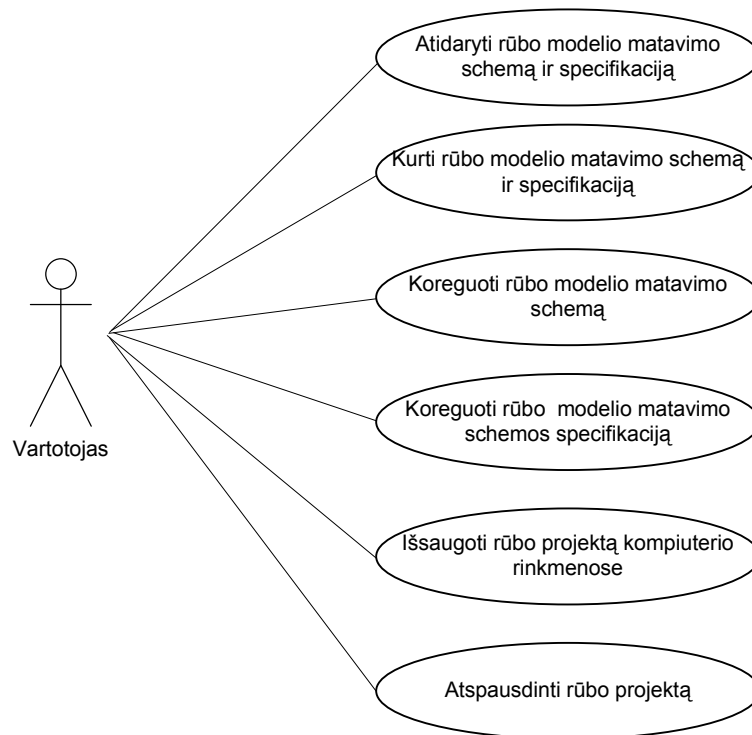 Atidaryti rūbo modelio matavimo
schemą ir specifikaciją
Kurti rūbo modelio matavimo schemą
ir specifikaciją
Koreguoti rūbo modelio matavimo
schemą
Koreguoti rūbo modelio matavimo
schemos specifikaciją
Vartotojas
Išsaugoti rūbo projektą kompiuterio
rinkmenose
Atspausdinti rūbo projektą